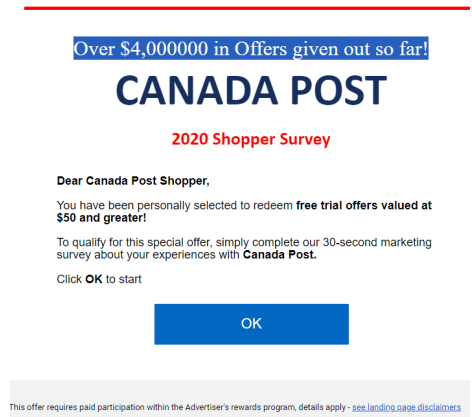 Over $4,000000 in Offers given out so far!
CANADA POST
2020 Shopper Survey
Dear Canada Post Shopper,
You have been personally selected to redeem free trial offers valued at
$50 and greater!
To qualify for this special offer, simply complete our 30-second marketing
survey about your experiences with Canada Post.
Click OK to start
OK
This offer requires paid participation within the Advertiser's rewards program, details apply - see landing page disclaimers